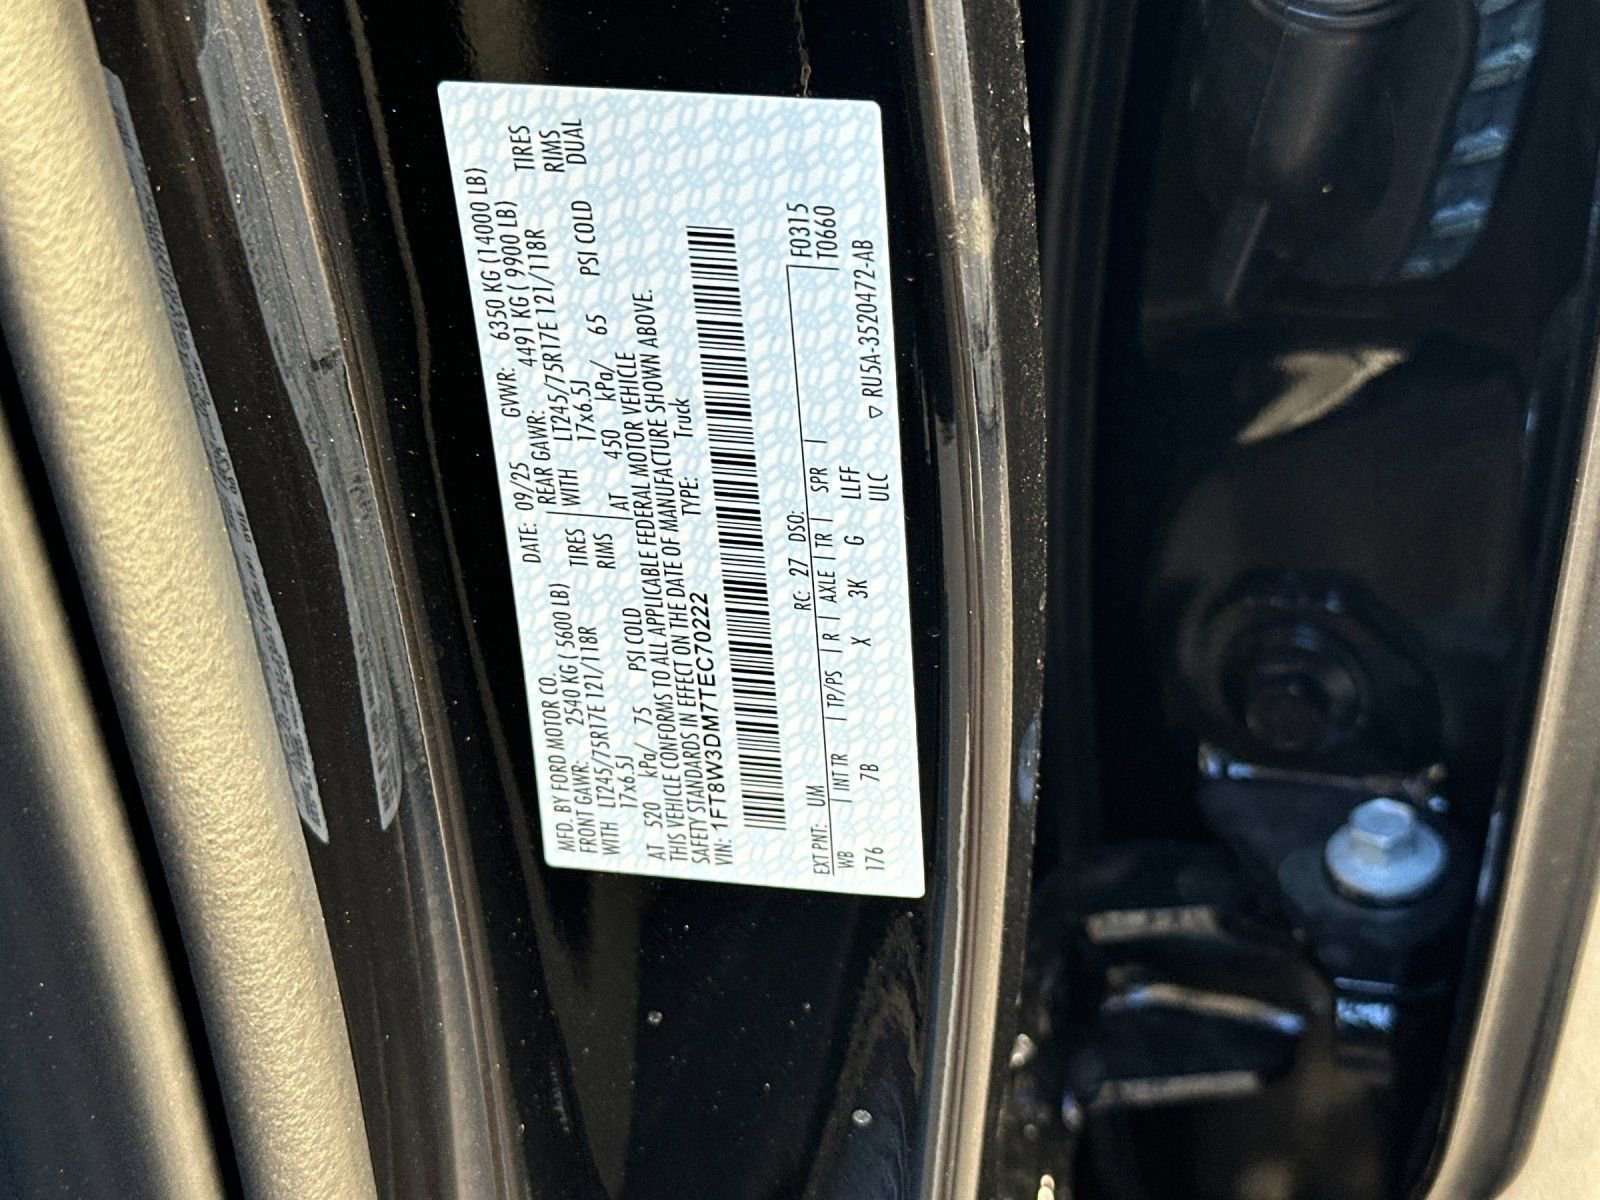 MFD. BY FORD MOTOR CO.
DATE: 09/25 GVWR: 6350 KG (14000 LB)
FRONT GAWR: 2540 KG ( 5600 LB)
REAR GAWR: 4491 KG ( 9900 LB)
WITH LT245/75R17E 121/118R TIRES
WITH LT245/75R17E 121/118R TIRES
17x6.5J RIMS
17x6.5J RIMS
AT 520 kPa/ 75 PSI COLD
AT 450 kPa/ 65 PSI COLD DUAL
THIS VEHICLE CONFORMS TO ALL APPLICABLE FEDERAL MOTOR VEHICLE
SAFETY STANDARDS IN EFFECT ON THE DATE OF MANUFACTURE SHOWN ABOVE.
VIN: 1FT8W3DM7TEC70222 TYPE: Truck
EXT PNT: UM RC: 27 DSO: F0315
WB INT TR TP/PS R AXLE TR SPR T0660
176 7B X 3K G LLFF
ULC ▽ RU5A-3520472-AB